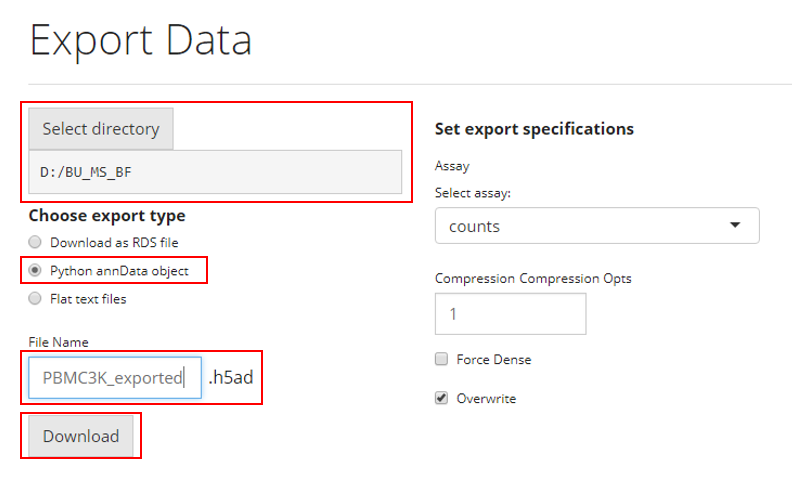 Export Data
Select directory
D:/BU_MS_BF
Choose export type
Download as RDS file
Python annData object
Flat text files
File Name
PBMC3K_exported .h5ad
Download
Set export specifications
Assay
Select assay:
counts
Compression Compression Opts
1
Force Dense
Overwrite